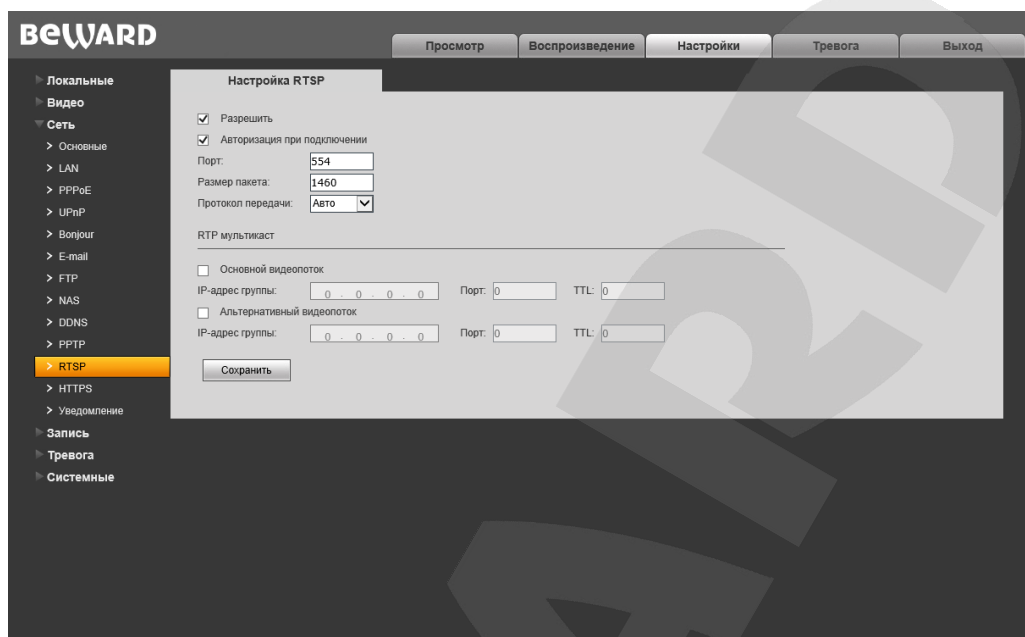 BEWARD
Просмотр Воспроизведение Настройки Тревога Выход
Локальные
Видео
Сеть
Основные
LAN
PPPoE
UPnP
Bonjour
E-mail
FTP
NAS
DDNS
PPTP
RTSP
HTTPS
Уведомление
Запись
Тревога
Системные
Настройка RTSP
Разрешить
Авторизация при подключении
Порт: 554
Размер пакета: 1460
Протокол передачи: Авто
RTP мультикаст
Основной видеопоток
IP-адрес группы: 0 . 0 . 0 . 0 Порт: 0 TTL: 0
Альтернативный видеопоток
IP-адрес группы: 0 . 0 . 0 . 0 Порт: 0 TTL: 0
Сохранить